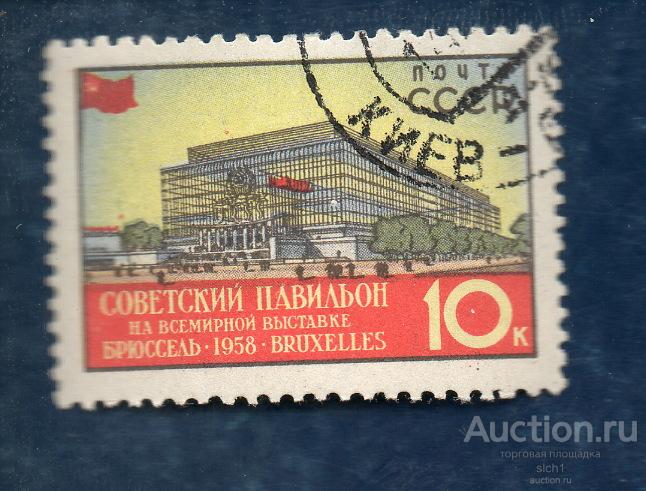 ПОЧТА
СССР
КИЕВ
СОВЕТСКИЙ ПАВИЛЬОН
НА ВСЕМИРНОЙ ВЫСТАВКЕ
БРЮССЕЛЬ · 1958 · BRUXELLES
10 К
Auction.ru
торговая площадка
slch1
auction.ru